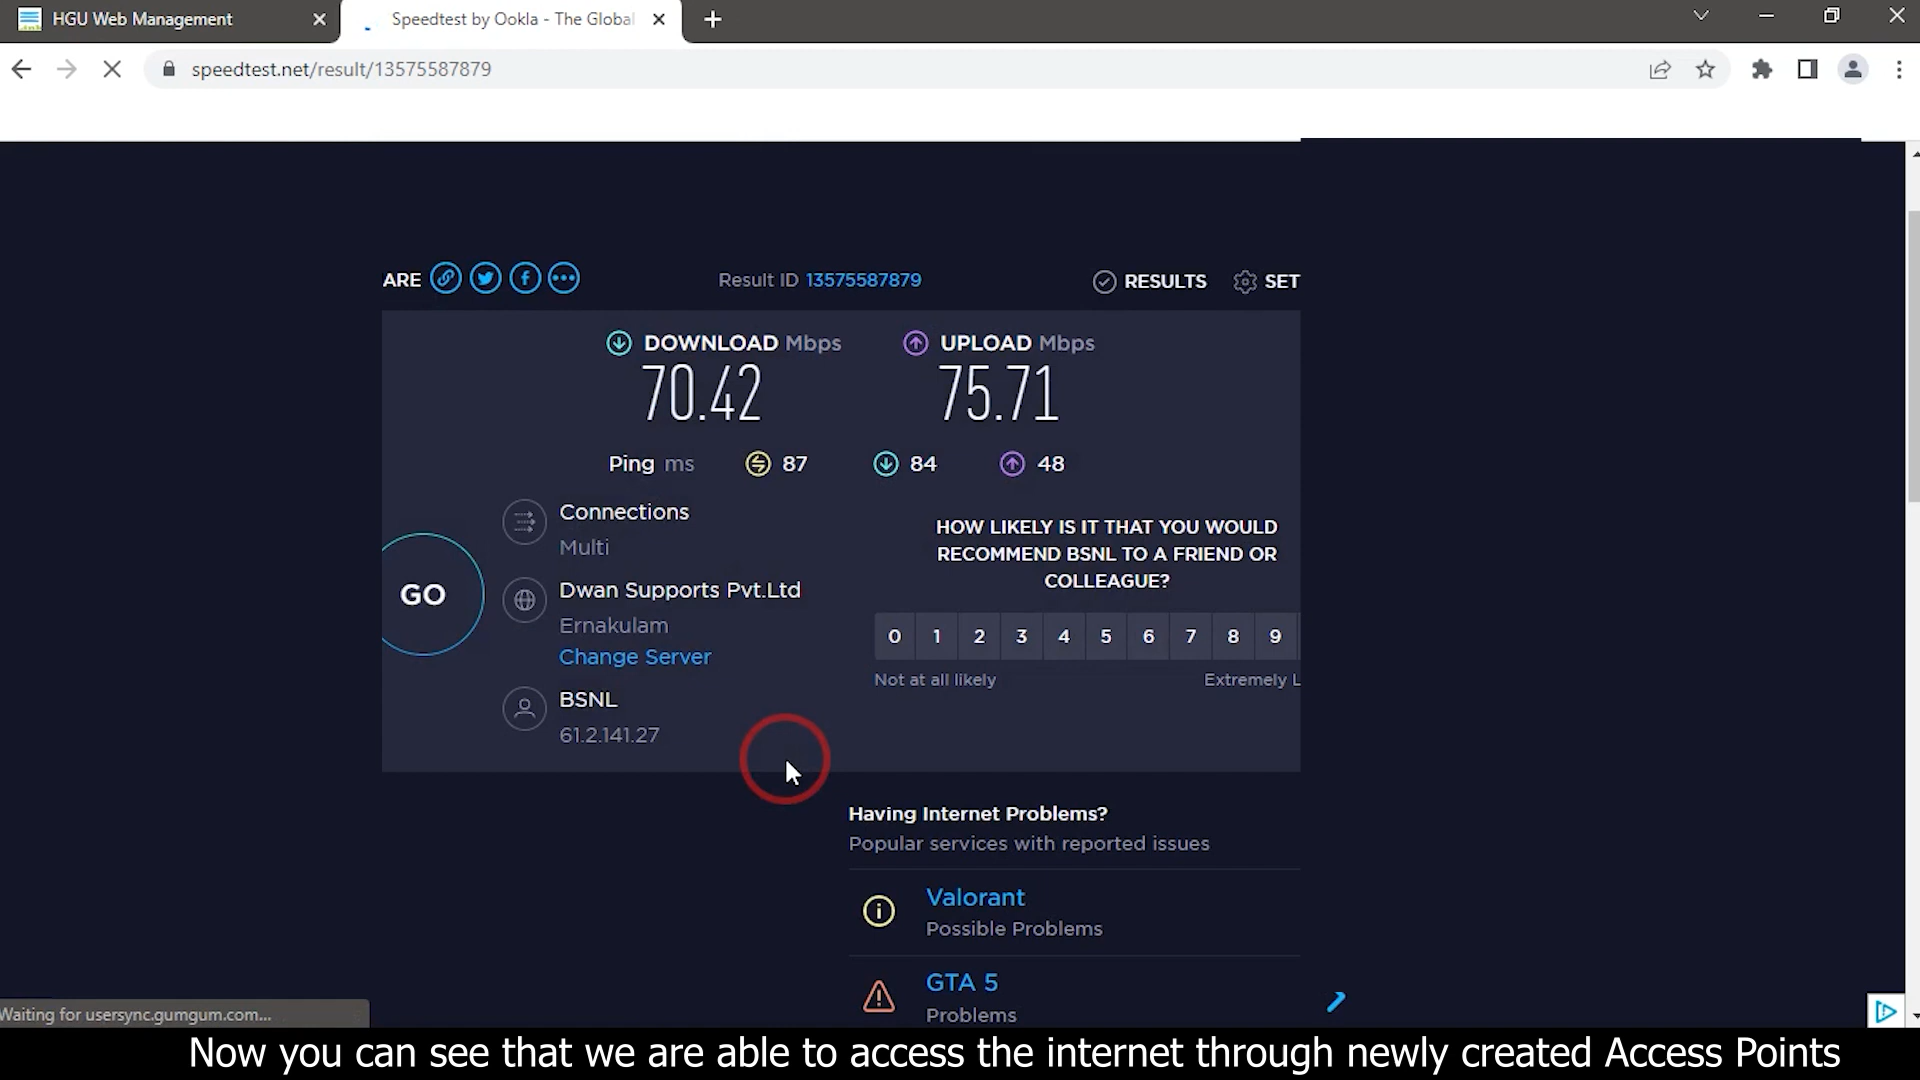 HGU Web Management
Speedtest by Ookla - The Global
speedtest.net/result/13575587879
ARE
Result ID 13575587879
RESULTS
SET
DOWNLOAD Mbps
70.42
UPLOAD Mbps
75.71
Ping ms 87 84 48
Connections
Multi
GO
Dwan Supports Pvt.Ltd
Ernakulam
Change Server
BSNL
61.2.141.27
HOW LIKELY IS IT THAT YOU WOULD
RECOMMEND BSNL TO A FRIEND OR
COLLEAGUE?
0 1 2 3 4 5 6 7 8 9
Not at all likely
Extremely L
Having Internet Problems?
Popular services with reported issues
Valorant
Possible Problems
GTA 5
Problems
Waiting for usersync.gumgum.com...
Now you can see that we are able to access the internet through newly created Access Points